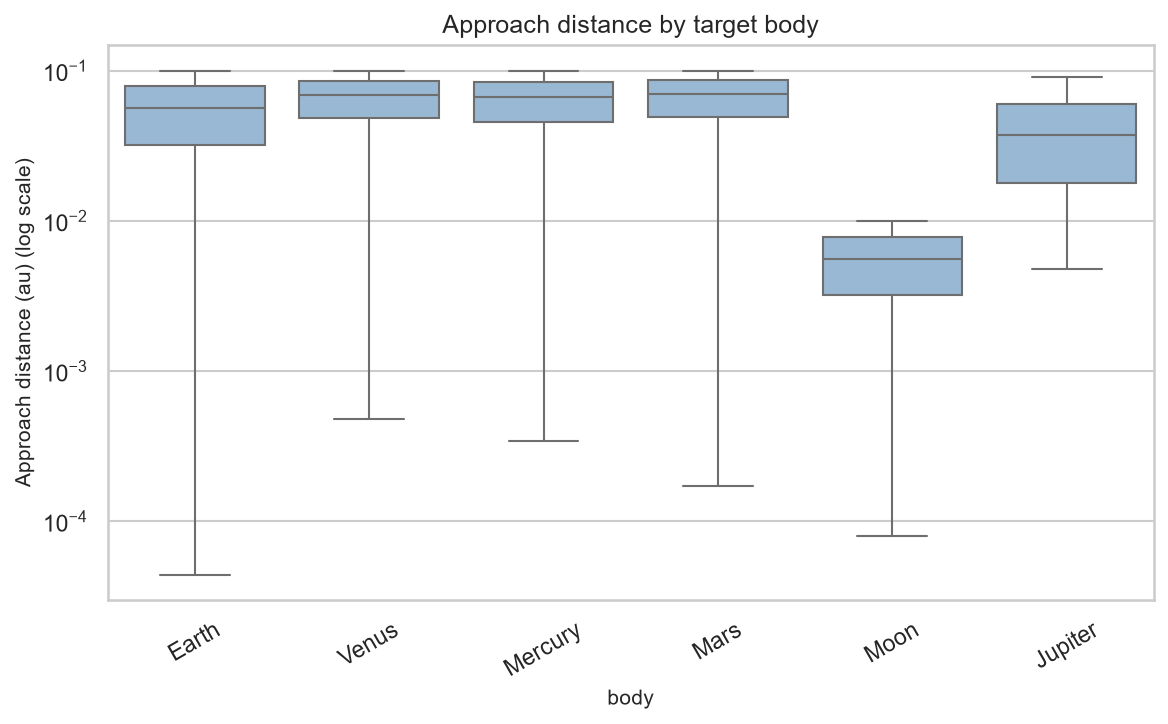 Approach distance by target body
Approach distance (au) (log scale)
10⁻¹
10⁻²
10⁻³
10⁻⁴
Earth
Venus
Mercury
Mars
Moon
Jupiter
body